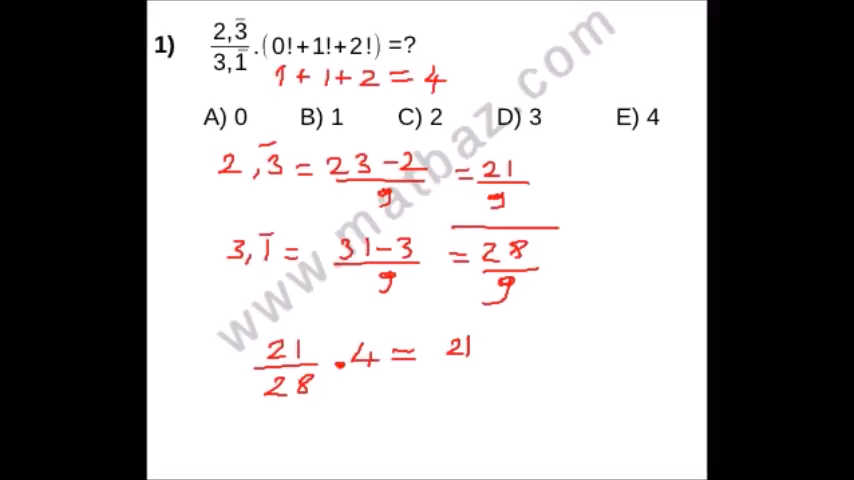 1) 2,3̅ / 3,1̅ .(0!+1!+2!) =?
1 + 1 + 2 = 4
A) 0 B) 1 C) 2 D) 3 E) 4
2,3̅ = 23-2 / 9 = 21 / 9
3,1̅ = 31-3 / 9 = 28 / 9
21 / 28 . 4 = 21
www.matbaz.com